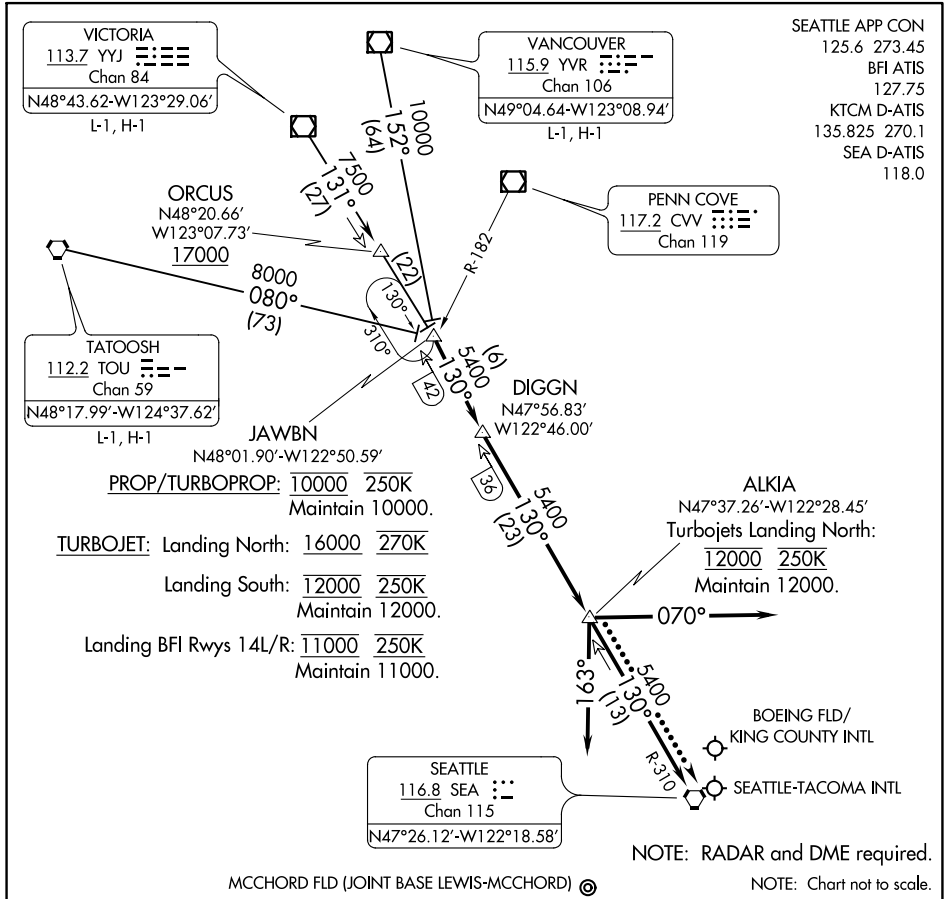 VICTORIA
113.7 YYJ
Chan 84
N48°43.62-W123°29.06′
L-1, H-1
VANCOUVER
115.9 YVR
Chan 106
N49°04.64-W123°08.94′
L-1, H-1
SEATTLE APP CON
125.6 273.45
BFI ATIS
127.75
KTCM D-ATIS
135.825 270.1
SEA D-ATIS
118.0
10000
152°
(64)
7500
131°
(27)
ORCUS
N48°20.66′
W123°07.73′
17000
PENN COVE
117.2 CVV
Chan 119
R-182
(22)
8000
080°
(73)
130°
310°
TATOOSH
112.2 TOU
Chan 59
N48°17.99′-W124°37.62′
L-1, H-1
(6)
5400
130°
42
DIGGN
N47°56.83′
W122°46.00′
JAWBN
N48°01.90′-W122°50.59′
PROP/TURBOPROP: 10000 250K
Maintain 10000.
TURBOJET: Landing North: 16000 270K
Landing South: 12000 250K
Maintain 12000.
Landing BFI Rwys 14L/R: 11000 250K
Maintain 11000.
36
5400
130°
(23)
ALKIA
N47°37.26′-W122°28.45′
Turbojets Landing North:
12000 250K
Maintain 12000.
070°
163°
5400
130°
(13)
R-310
BOEING FLD/
KING COUNTY INTL
SEATTLE-TACOMA INTL
SEATTLE
116.8 SEA
Chan 115
N47°26.12′-W122°18.58′
NOTE: RADAR and DME required.
MCCHORD FLD (JOINT BASE LEWIS-MCCHORD)
NOTE: Chart not to scale.